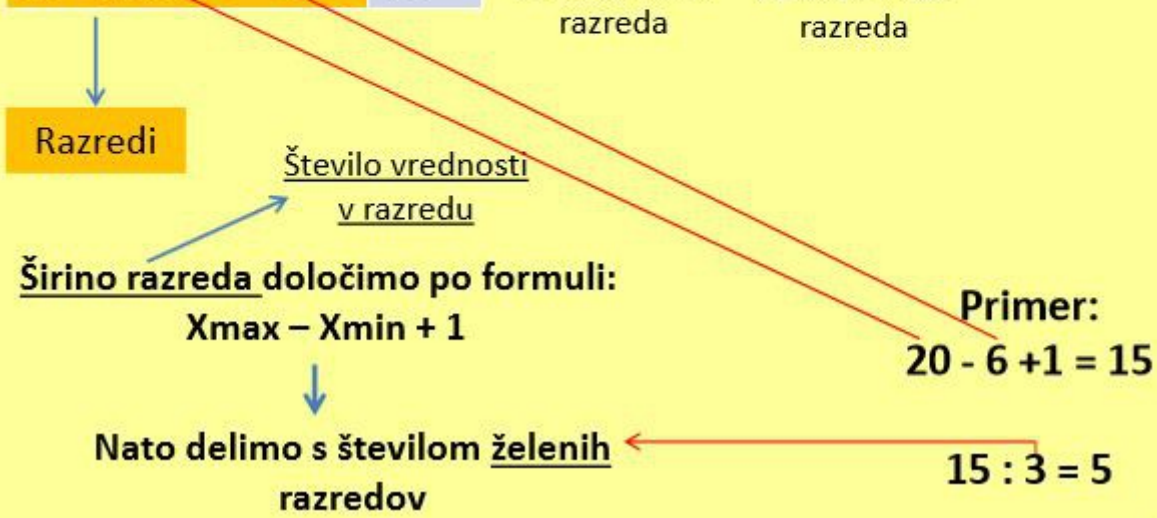 razreda
razreda
Razredi
Število vrednosti
v razredu
Širino razreda določimo po formuli:
Xmax – Xmin + 1
Primer:
20 - 6 +1 = 15
Nato delimo s številom želenih
razredov
15 : 3 = 5